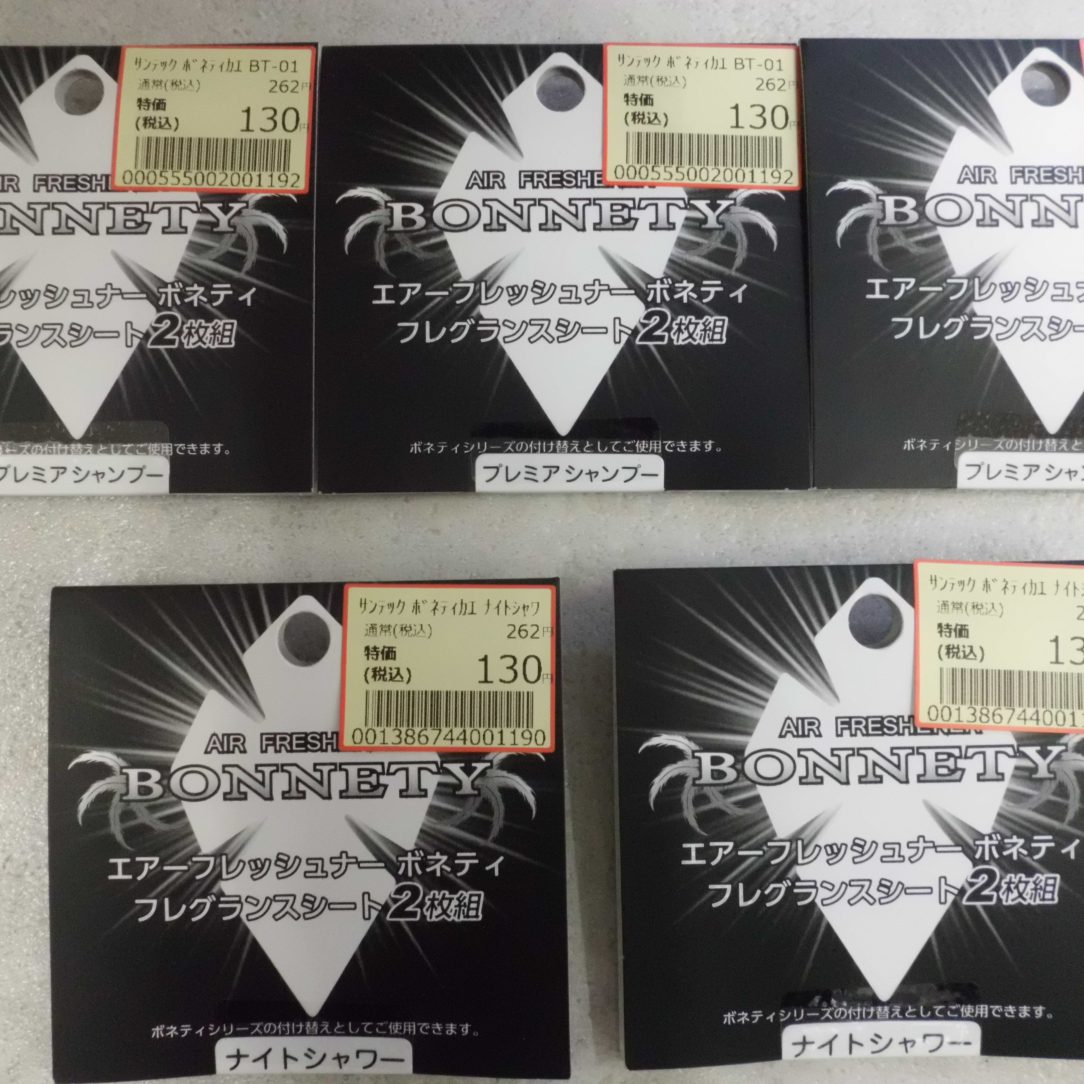 サンテック ボネティカエ BT-01
通常(税込) 262円
特価
(税込) 130円
000555002001192
AIR FRESHE
NNETY
レッシュナー ボネティ
ランスシート2枚組
ーズの付け替えとしてご使用できます。
プレミアシャンプー
サンテック ボネティカエ BT-01
通常(税込) 262円
特価
(税込) 130円
000555002001192
AIR FRESHENER
BONNETY
エアーフレッシュナー ボネティ
フレグランスシート2枚組
ボネティシリーズの付け替えとしてご使用できます。
プレミアシャンプー
AIR FRESHE
BONN
エアーフレッシュ
フレグランスシー
ボネティシリーズの付け替えと
プレミアシャン
サンテック ボネティカエ ナイトシャワ
通常(税込) 262円
特価
(税込) 130円
001386744001190
AIR FRESH
BONNETY
エアーフレッシュナー ボネティ
フレグランスシート2枚組
ボネティシリーズの付け替えとしてご使用できます。
ナイトシャワー
サンテック ボネティカエ ナイト
通常(税込) 2
特価
(税込) 13
0013867440011
AIR FRESHENER
BONNETY
エアーフレッシュナー ボネティ
フレグランスシート2枚組
ボネティシリーズの付け替えとしてご使用できます。
ナイトシャワー